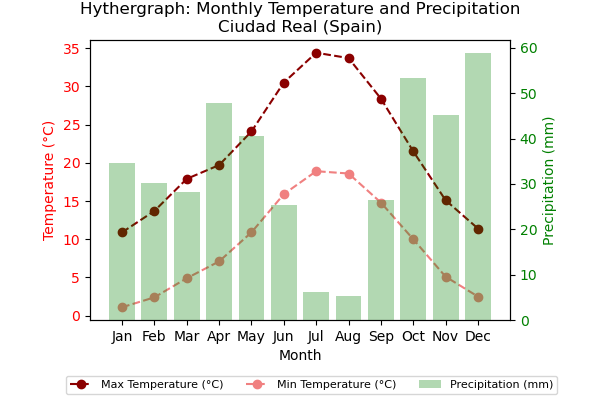 Hythergraph: Monthly Temperature and Precipitation
Ciudad Real (Spain)
35
30
25
20
15
10
5
0
Temperature (°C)
60
50
40
30
20
10
0
Precipitation (mm)
Jan Feb Mar Apr May Jun Jul Aug Sep Oct Nov Dec
Month
Max Temperature (°C) Min Temperature (°C) Precipitation (mm)